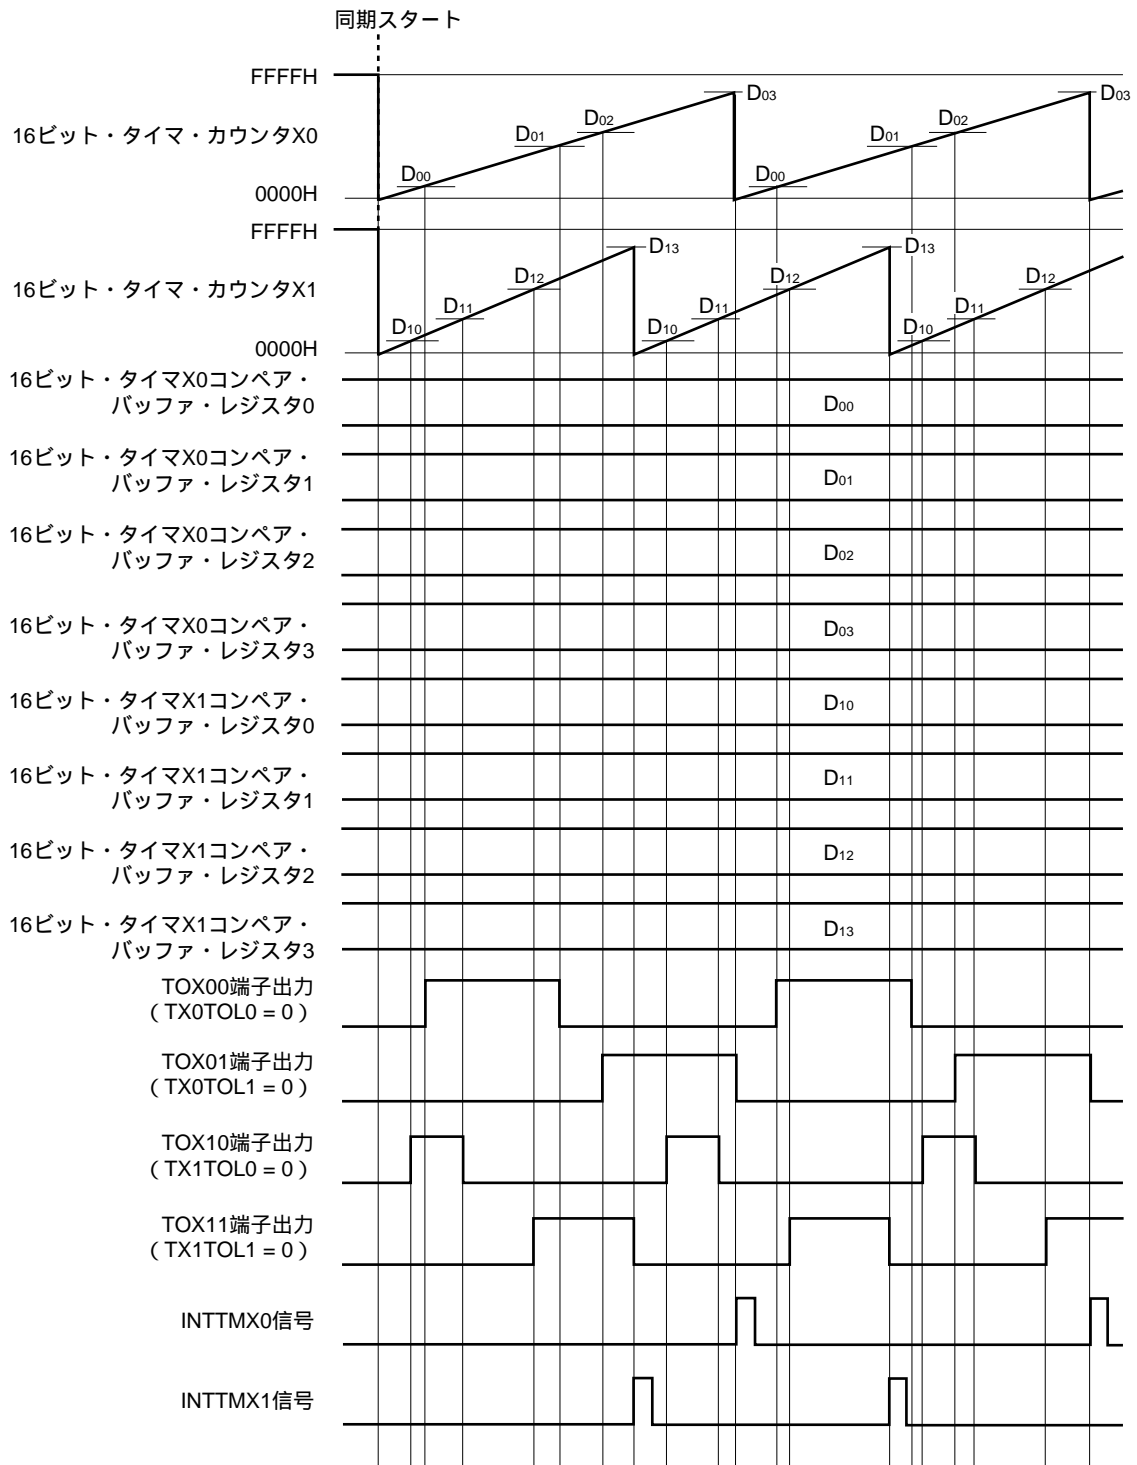 同期スタート
FFFFH
D03
D03
D02
D02
16ビット・タイマ・カウンタX0
D01
D01
D00
D00
0000H
FFFFH
D13
D13
16ビット・タイマ・カウンタX1
D12
D12
D12
D11
D11
D11
D10
D10
D10
0000H
16ビット・タイマX0コンペア・
バッファ・レジスタ0
D00
16ビット・タイマX0コンペア・
バッファ・レジスタ1
D01
16ビット・タイマX0コンペア・
バッファ・レジスタ2
D02
16ビット・タイマX0コンペア・
バッファ・レジスタ3
D03
16ビット・タイマX1コンペア・
バッファ・レジスタ0
D10
16ビット・タイマX1コンペア・
バッファ・レジスタ1
D11
16ビット・タイマX1コンペア・
バッファ・レジスタ2
D12
16ビット・タイマX1コンペア・
バッファ・レジスタ3
D13
TOX00端子出力
（TX0TOL0 = 0）
TOX01端子出力
（TX0TOL1 = 0）
TOX10端子出力
（TX1TOL0 = 0）
TOX11端子出力
（TX1TOL1 = 0）
INTTMX0信号
INTTMX1信号